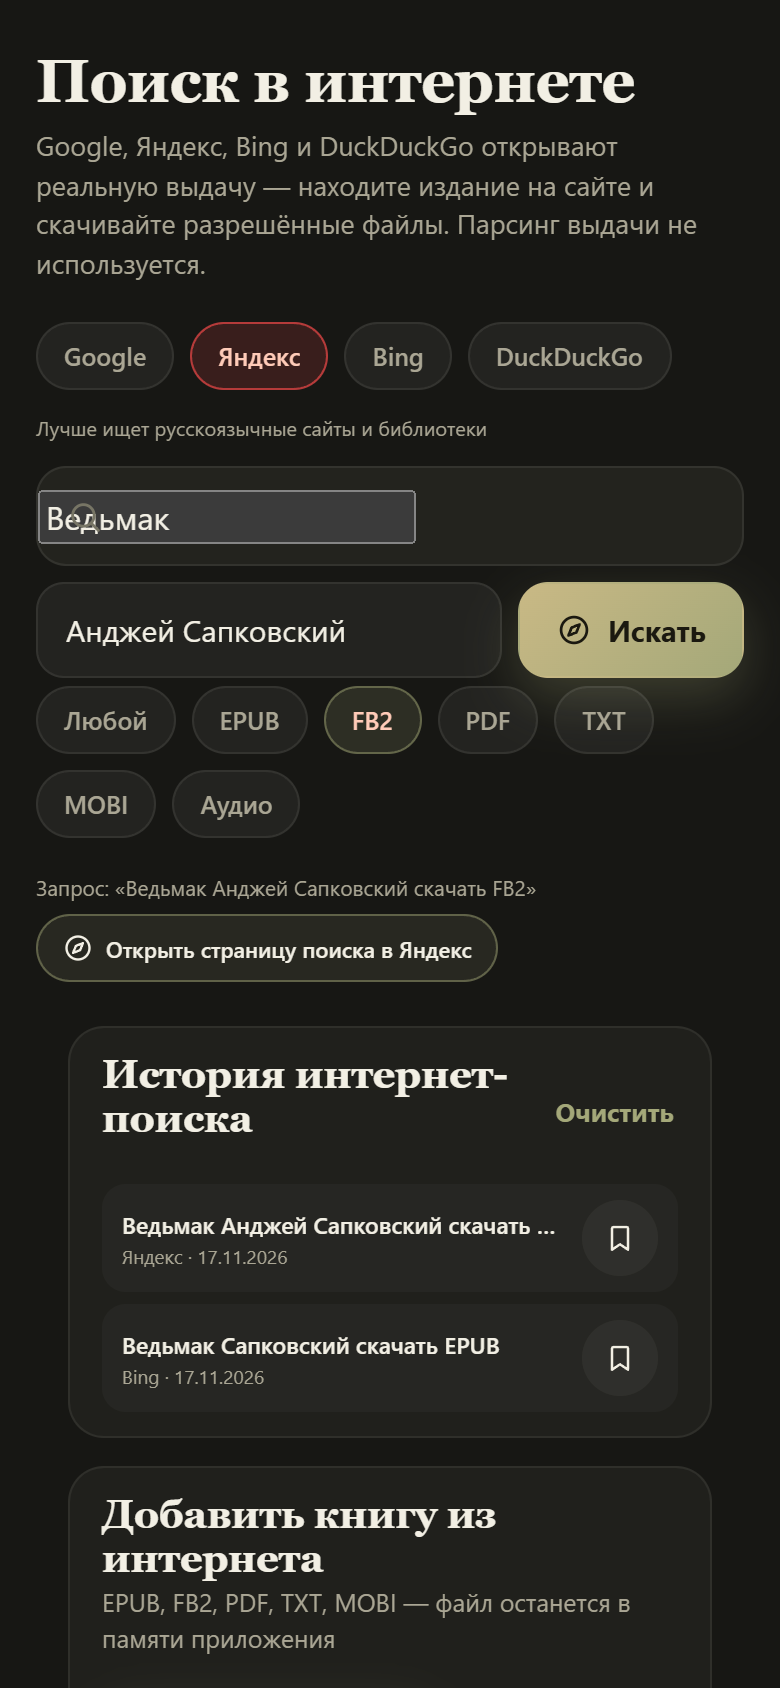 Поиск в интернете
Google, Яндекс, Bing и DuckDuckGo открывают
реальную выдачу — находите издание на сайте и
скачивайте разрешённые файлы. Парсинг выдачи не
используется.
Google Яндекс Bing DuckDuckGo
Лучше ищет русскоязычные сайты и библиотеки
Ведьмак
Анджей Сапковский Искать
Любой EPUB FB2 PDF TXT
MOBI Аудио
Запрос: «Ведьмак Анджей Сапковский скачать FB2»
Открыть страницу поиска в Яндекс
История интернет-
поиска
Очистить
Ведьмак Анджей Сапковский скачать ...
Яндекс · 17.11.2026
Ведьмак Сапковский скачать EPUB
Bing · 17.11.2026
Добавить книгу из
интернета
EPUB, FB2, PDF, TXT, MOBI — файл останется в
памяти приложения